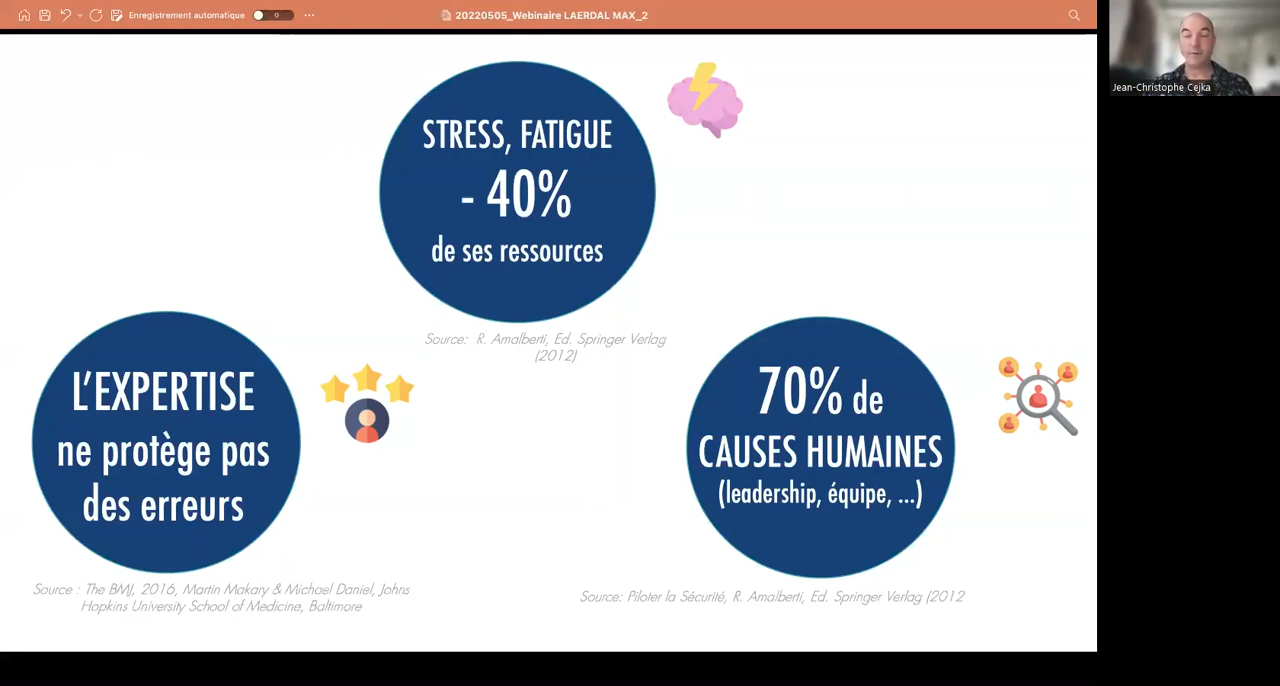 Enregistrement automatique
20220505_Webinaire LAERDAL MAX_2
Jean-Christophe Cejka
STRESS, FATIGUE
- 40%
de ses ressources
Source: R. Amalberti, Ed. Springer Verlag
(2012)
L'EXPERTISE
ne protège pas
des erreurs
Source : The BMJ, 2016, Martin Makary & Michael Daniel, Johns
Hopkins University School of Medicine, Baltimore
70% de
CAUSES HUMAINES
(leadership, équipe, ...)
Source: Piloter la Sécurité, R. Amalberti, Ed. Springer Verlag (2012